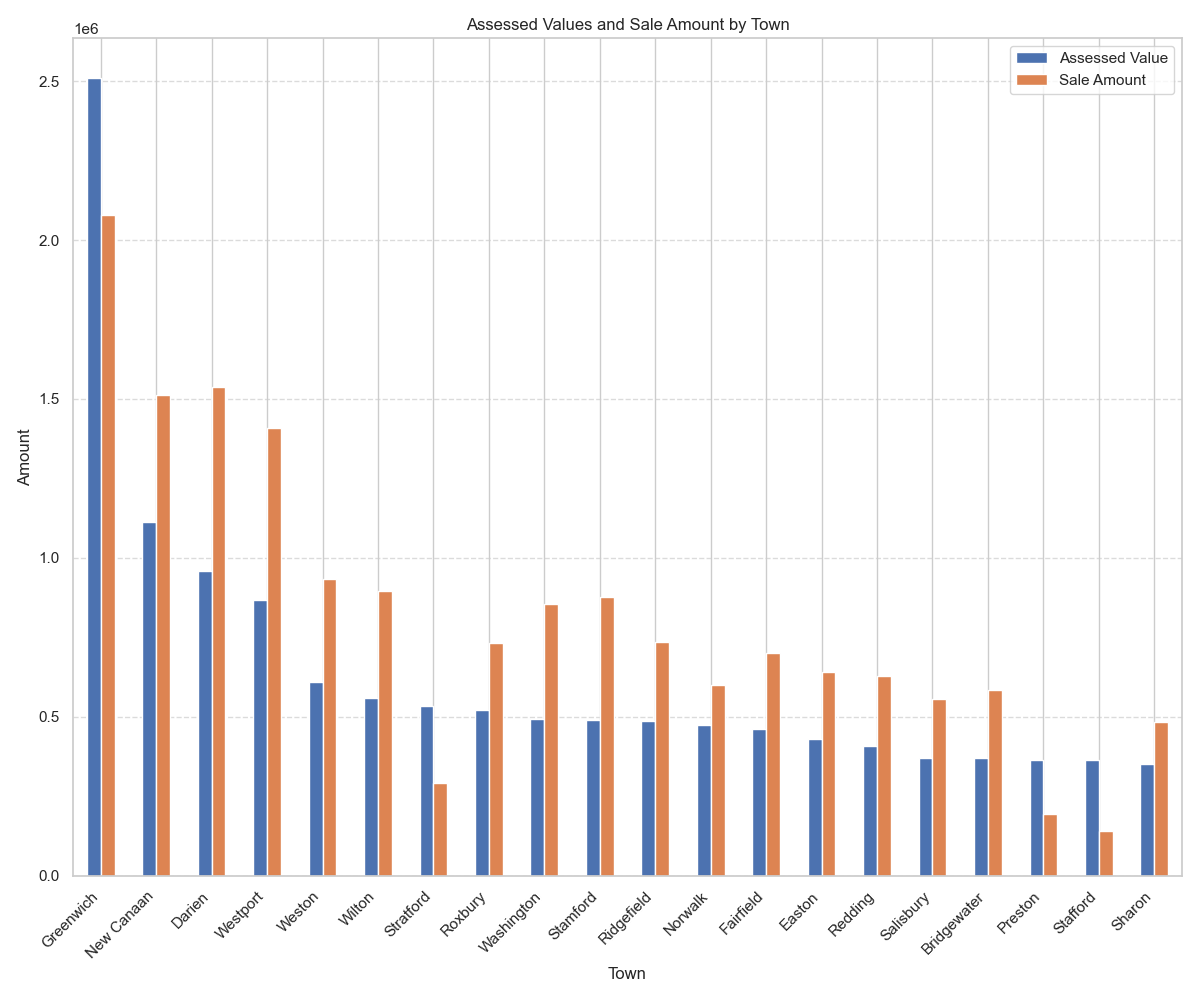 Assessed Values and Sale Amount by Town
1e6
Assessed Value
Sale Amount
2.5
2.0
1.5
1.0
0.5
0.0
Amount
Greenwich
New Canaan
Darien
Westport
Weston
Wilton
Stratford
Roxbury
Washington
Stamford
Ridgefield
Norwalk
Fairfield
Easton
Redding
Salisbury
Bridgewater
Preston
Stafford
Sharon
Town